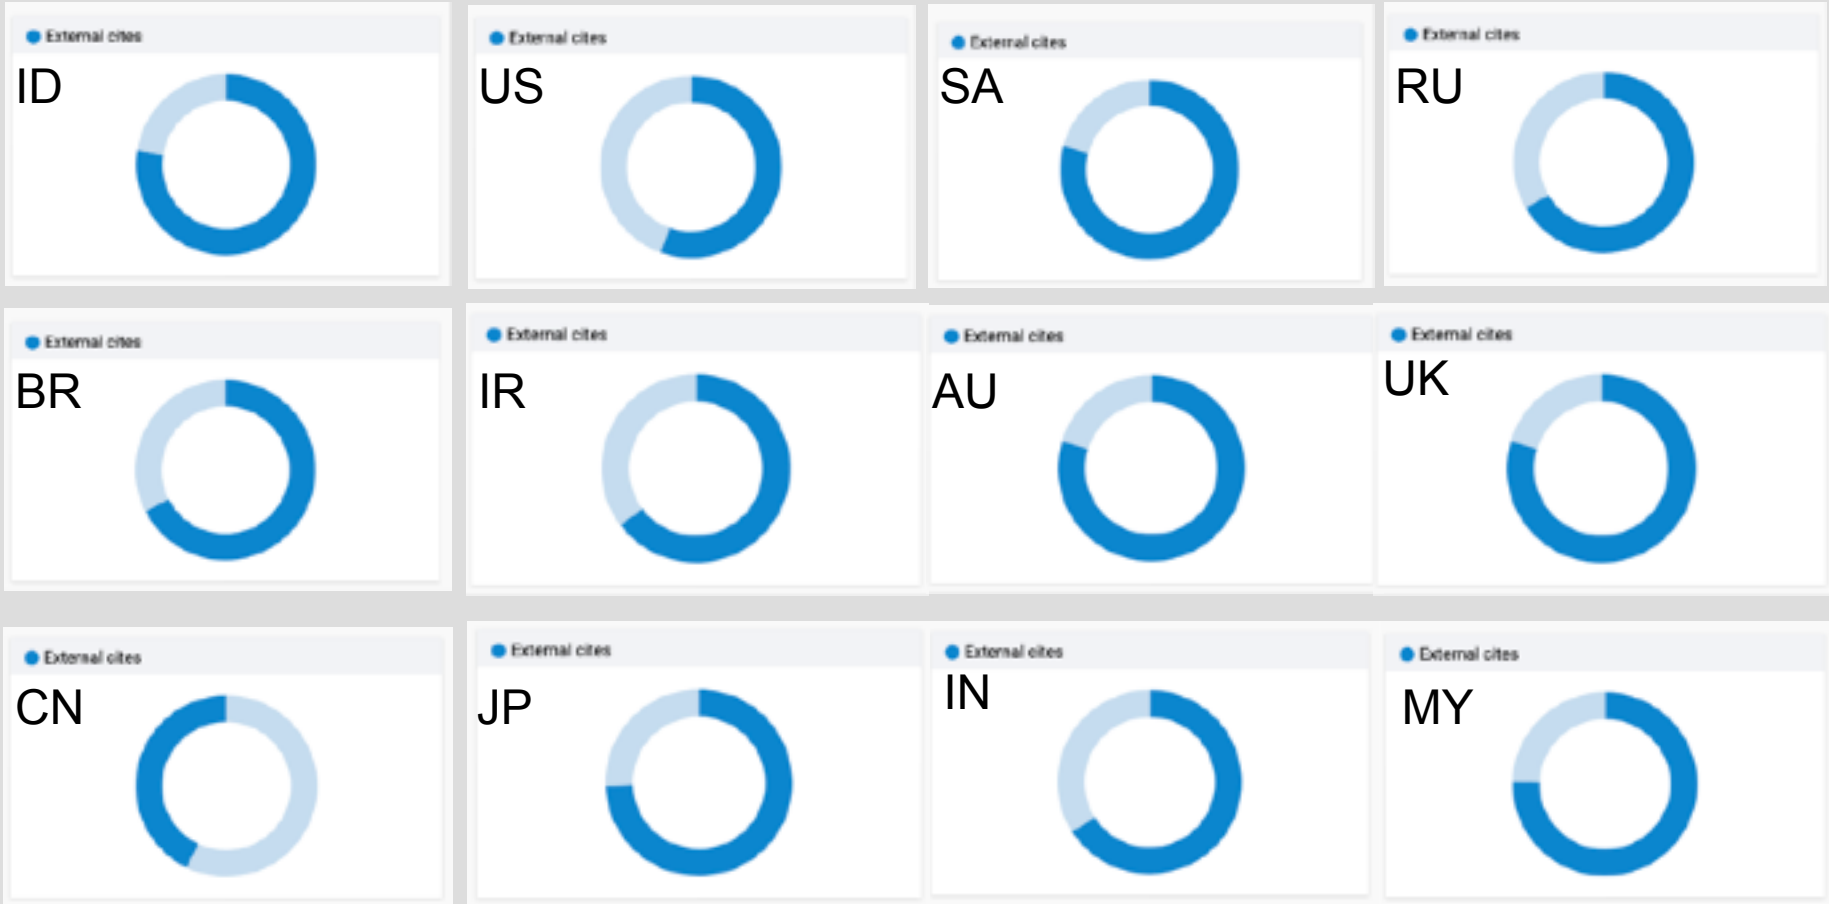 External cites
ID
External cites
US
External cites
SA
External cites
RU
External cites
BR
External cites
IR
External cites
AU
External cites
UK
External cites
CN
External cites
JP
External cites
IN
External cites
MY